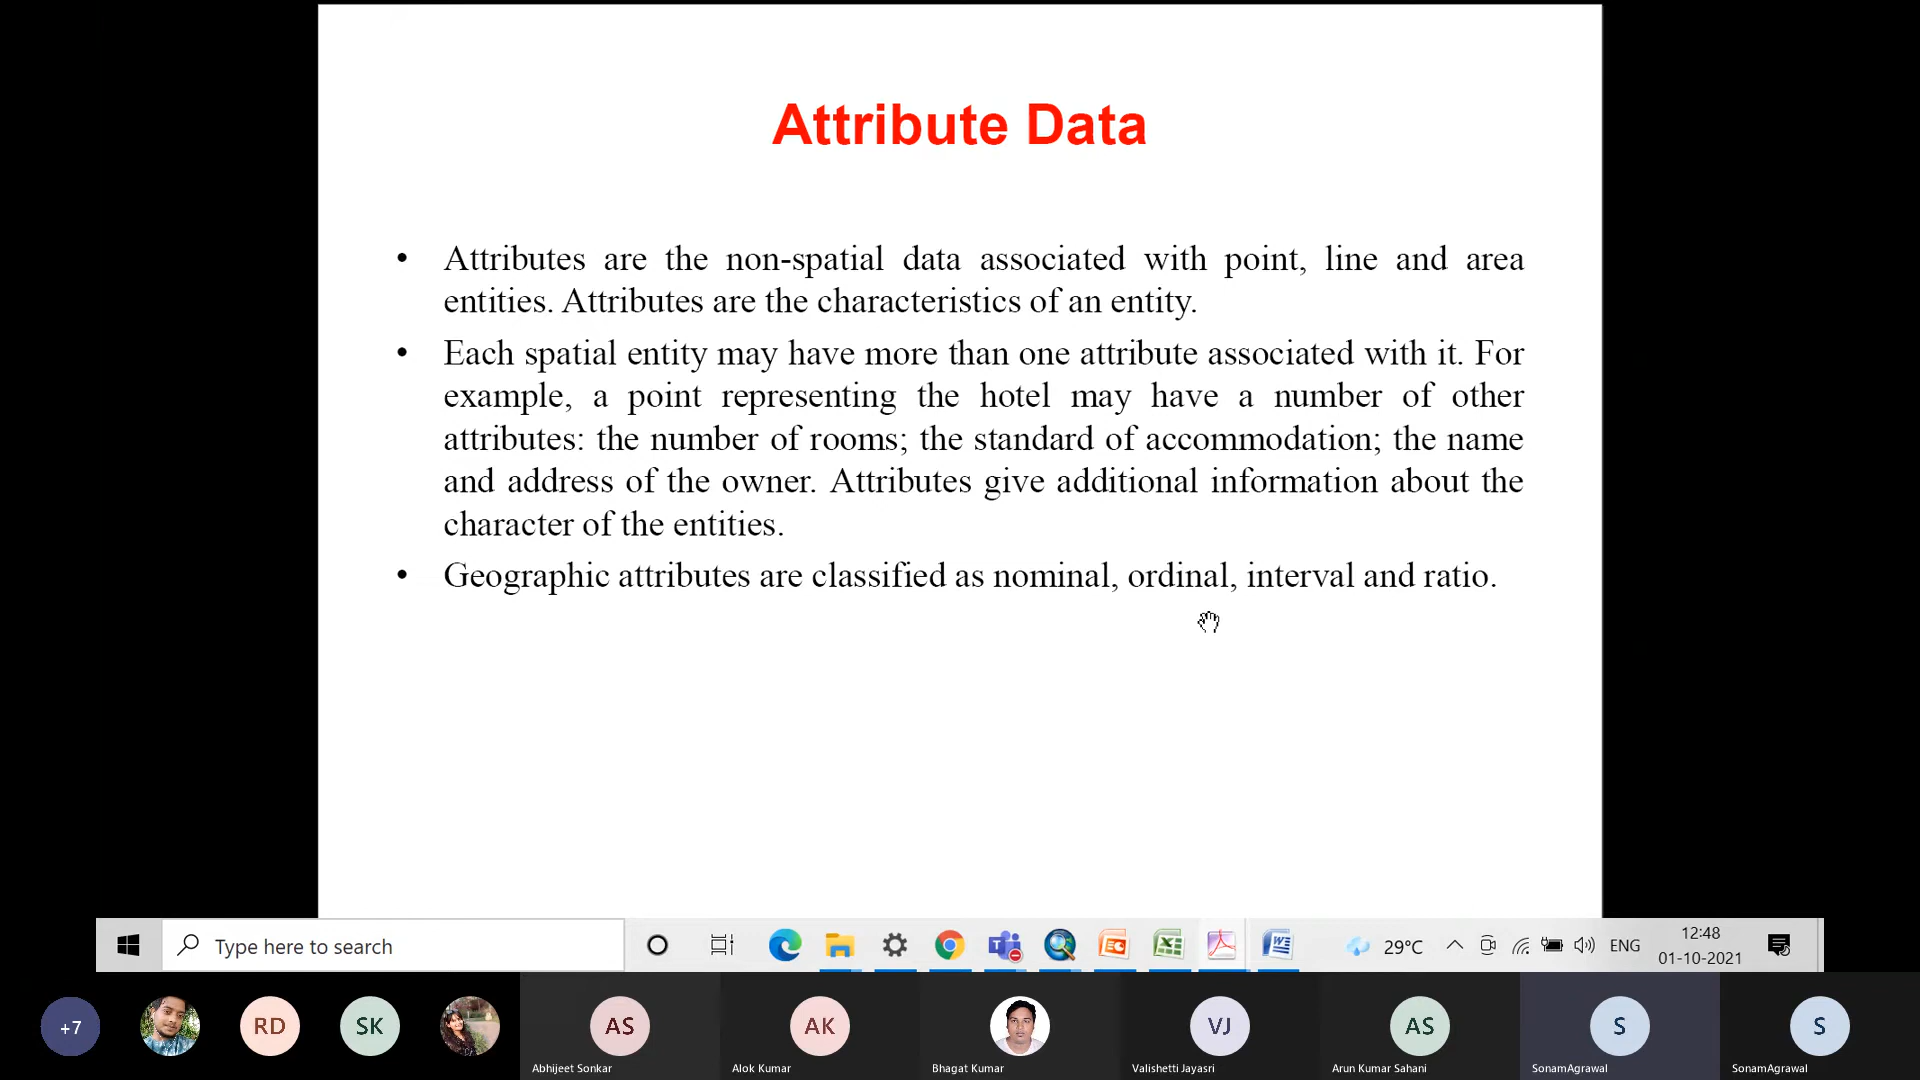 Attribute Data
• Attributes are the non-spatial data associated with point, line and area
entities. Attributes are the characteristics of an entity.
• Each spatial entity may have more than one attribute associated with it. For
example, a point representing the hotel may have a number of other
attributes: the number of rooms; the standard of accommodation; the name
and address of the owner. Attributes give additional information about the
character of the entities.
• Geographic attributes are classified as nominal, ordinal, interval and ratio.
Type here to search
29°C
ENG
12:48
01-10-2021
+7
RD
SK
AS
AK
VJ
AS
S
S
Abhijeet Sonkar
Alok Kumar
Bhagat Kumar
Valishetti Jayasri
Arun Kumar Sahani
SonamAgrawal
SonamAgrawal